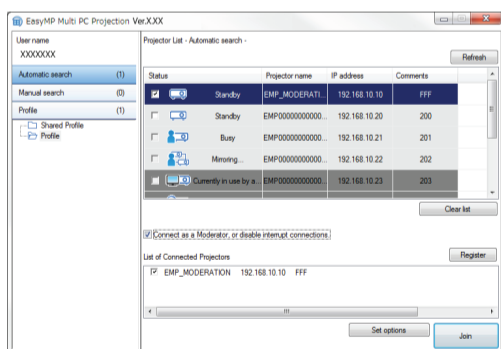 EasyMP Multi PC Projection Ver.X.XX
User name
XXXXXXX
Projector List - Automatic search -
Refresh
Automatic search (1)
Manual search (0)
Profile (1)
Shared Profile
Profile
Status Projector name IP address Comments
Standby EMP_MODERATI... 192.168.10.10 FFF
Standby EMP00000000000... 192.168.10.20 200
Busy EMP00000000000... 192.168.10.21 201
Mirroring... EMP00000000000... 192.168.10.22 202
Currently in use by a... EMP00000000000... 192.168.10.23 203
Clear list
Connect as a Moderator, or disable interrupt connections.
List of Connected Projectors
Register
EMP_MODERATION 192.168.10.10 FFF
Set options
Join